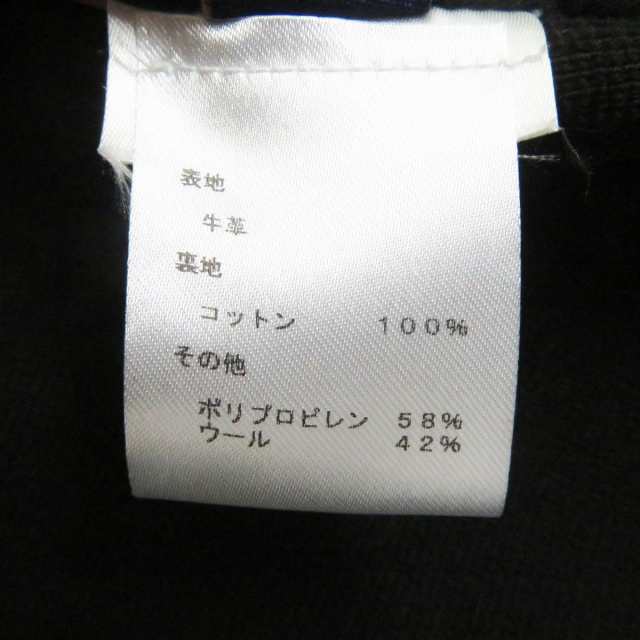 表地
牛革
裏地
コットン 100%
その他
ポリプロピレン 58%
ウール 42%